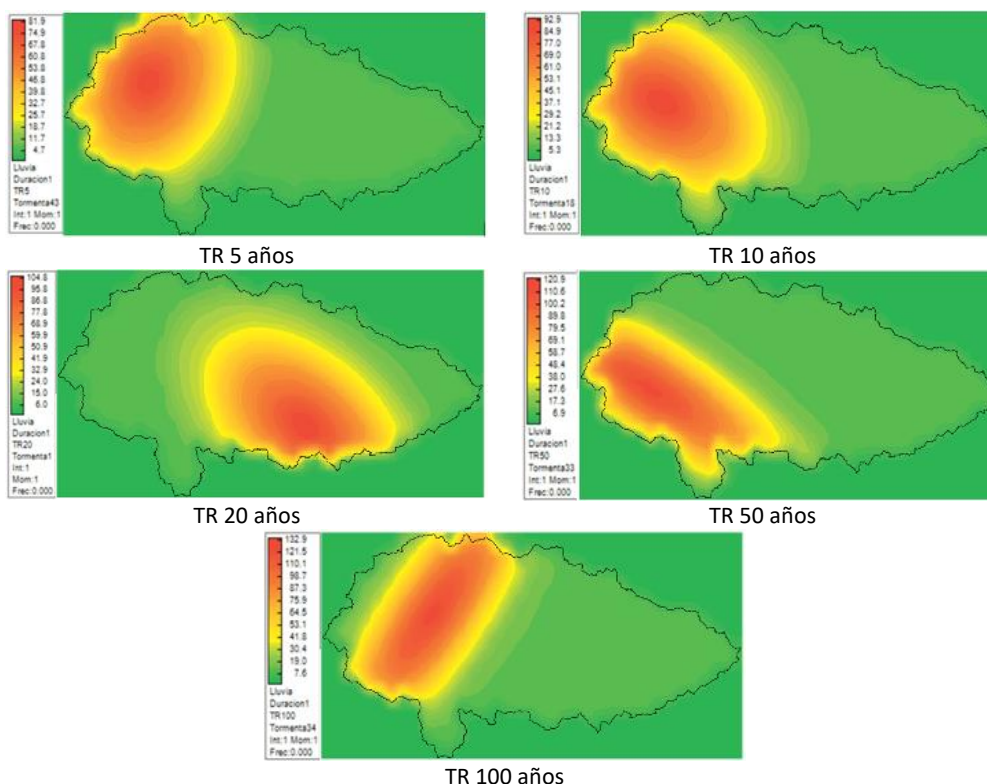 81.9
74.9
67.8
60.8
53.8
46.8
39.8
32.7
25.7
18.7
11.7
4.7
Lluvia
Duracion1
TR5
Tormenta43
Int:1 Mom:1
Frec:0.000
TR 5 años
92.9
84.9
77.0
69.0
61.0
53.1
45.1
37.1
29.2
21.2
13.3
5.3
Lluvia
Duracion1
TR10
Tormenta18
Int:1 Mom:1
Frec:0.000
TR 10 años
104.8
95.8
86.8
77.8
68.9
59.9
50.9
41.9
32.9
24.0
15.0
6.0
Lluvia
Duracion1
TR20
Tormenta1
Int:1
Mom:1
Frec:0.000
TR 20 años
120.9
110.6
100.2
89.8
79.5
69.1
58.7
48.4
38.0
27.6
17.3
6.9
Lluvia
Duracion1
TR50
Tormenta33
Int:1 Mom:1
Frec:0.000
TR 50 años
132.9
121.5
110.1
98.7
87.3
75.9
64.5
53.1
41.8
30.4
19.0
7.6
Lluvia
Duracion1
TR100
Tormenta34
Int:1 Mom:1
Frec:0.000
TR 100 años